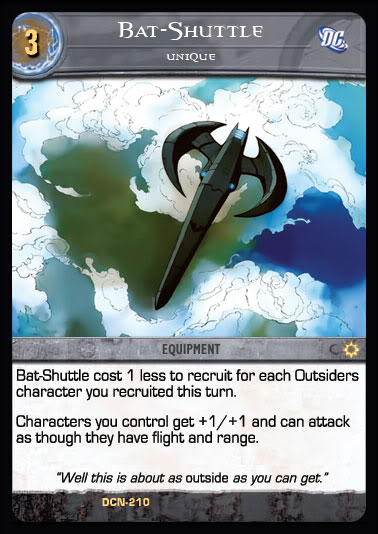 3
BAT-SHUTTLE
UNIQUE
DC
EQUIPMENT
C
Bat-Shuttle cost 1 less to recruit for each Outsiders
character you recruited this turn.
Characters you control get +1/+1 and can attack
as though they have flight and range.
"Well this is about as outside as you can get."
DCN-210